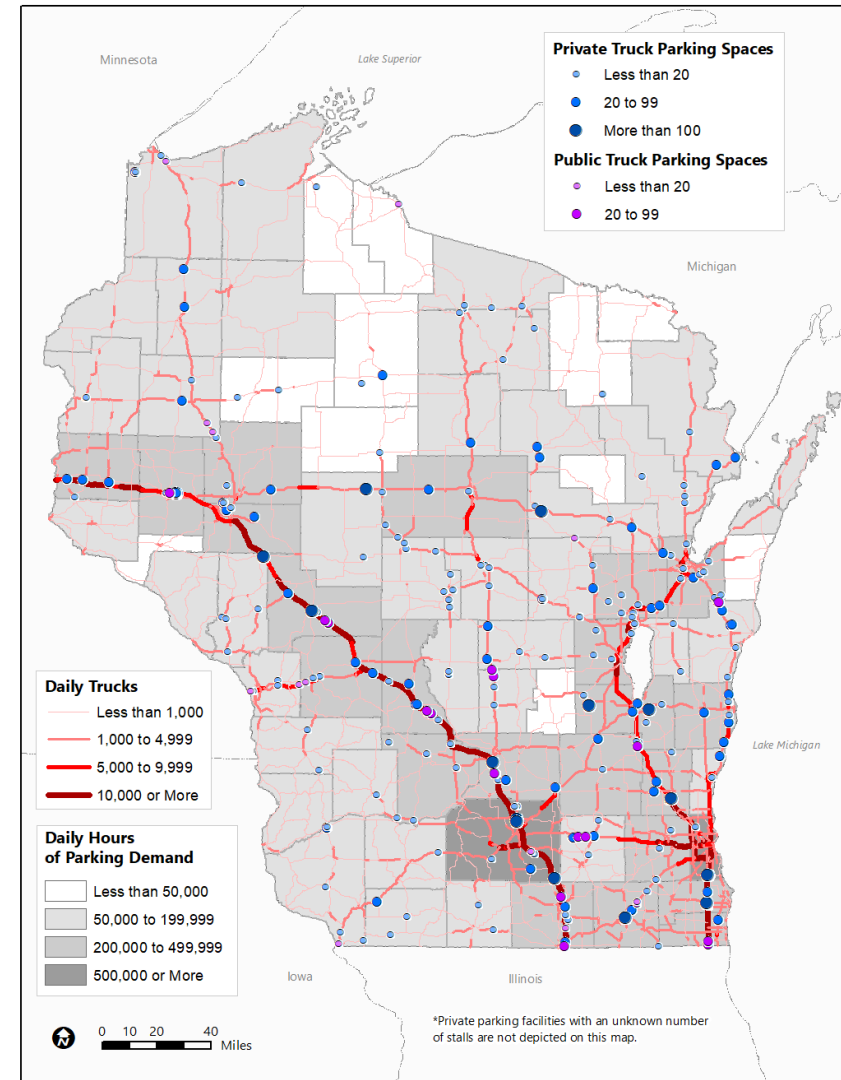 Minnesota
Lake Superior
Private Truck Parking Spaces
Less than 20
20 to 99
More than 100
Public Truck Parking Spaces
Less than 20
20 to 99
Michigan
Daily Trucks
Less than 1,000
1,000 to 4,999
5,000 to 9,999
10,000 or More
Lake Michigan
Daily Hours
of Parking Demand
Less than 50,000
50,000 to 199,999
200,000 to 499,999
500,000 or More
Iowa
Illinois
*Private parking facilities with an unknown number
of stalls are not depicted on this map.
0 10 20 40
Miles